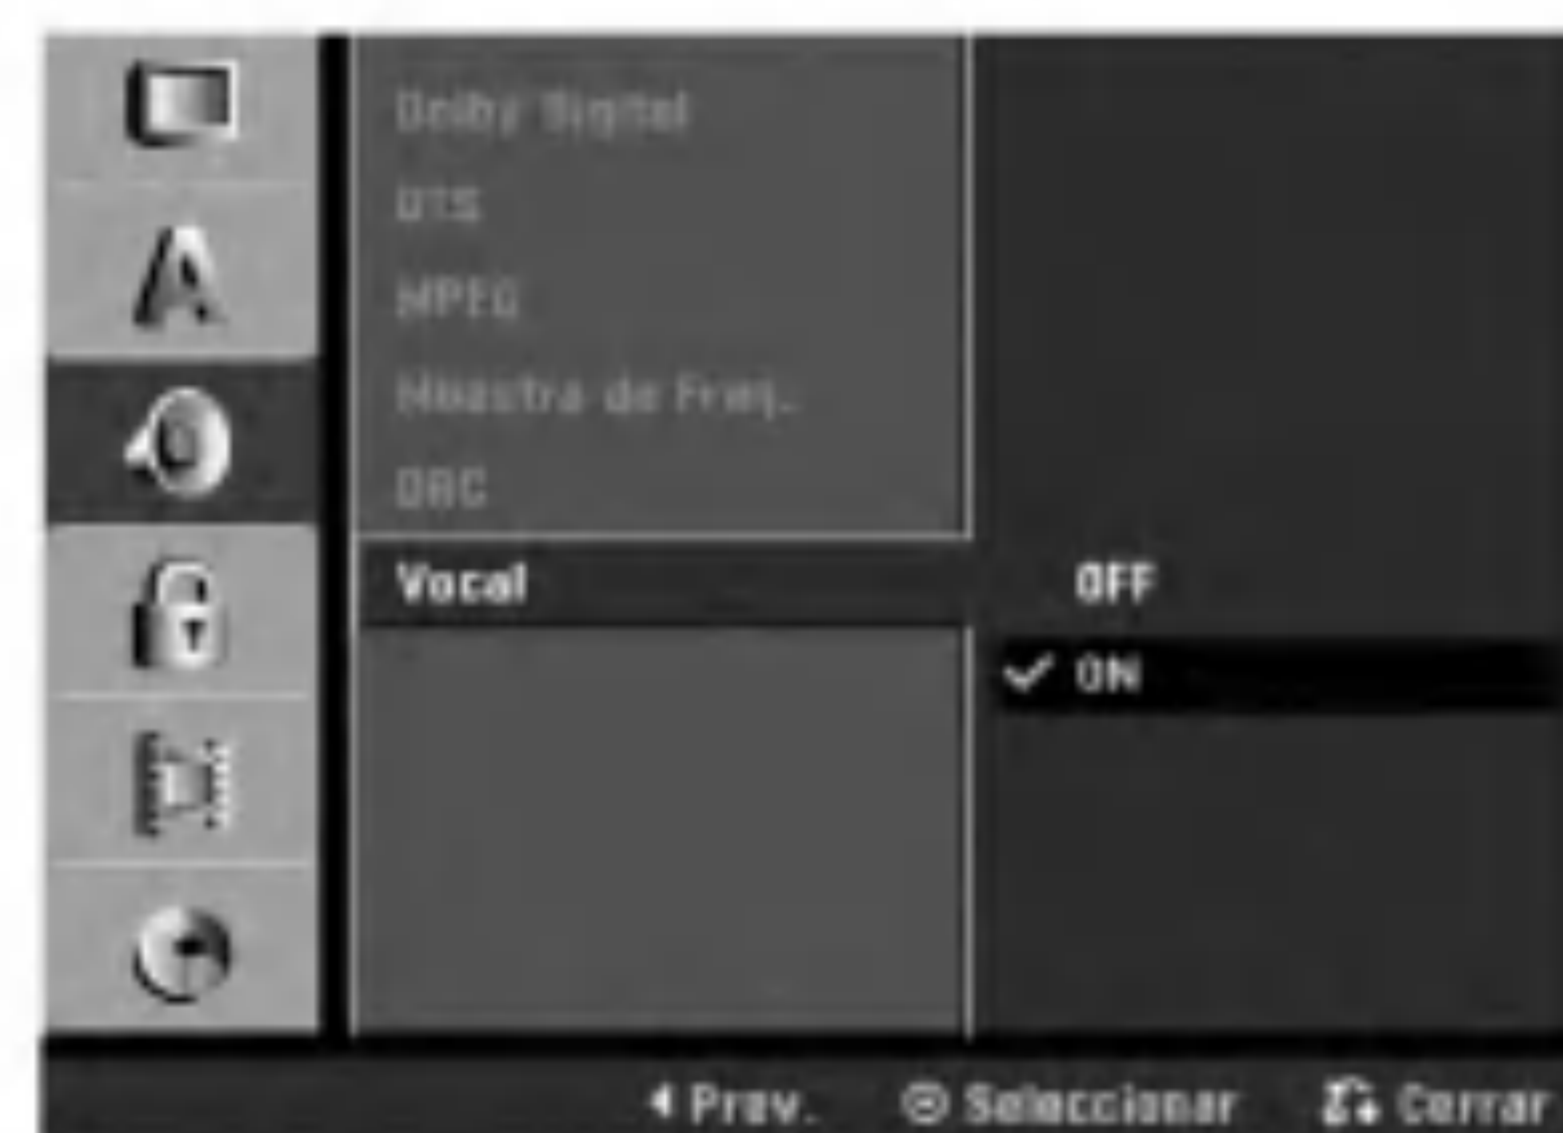 Dolby Digital
DTS
MPEG
Muestra de Frec.
DRC
Vocal
OFF
ON
Prev. Seleccionar Cerrar